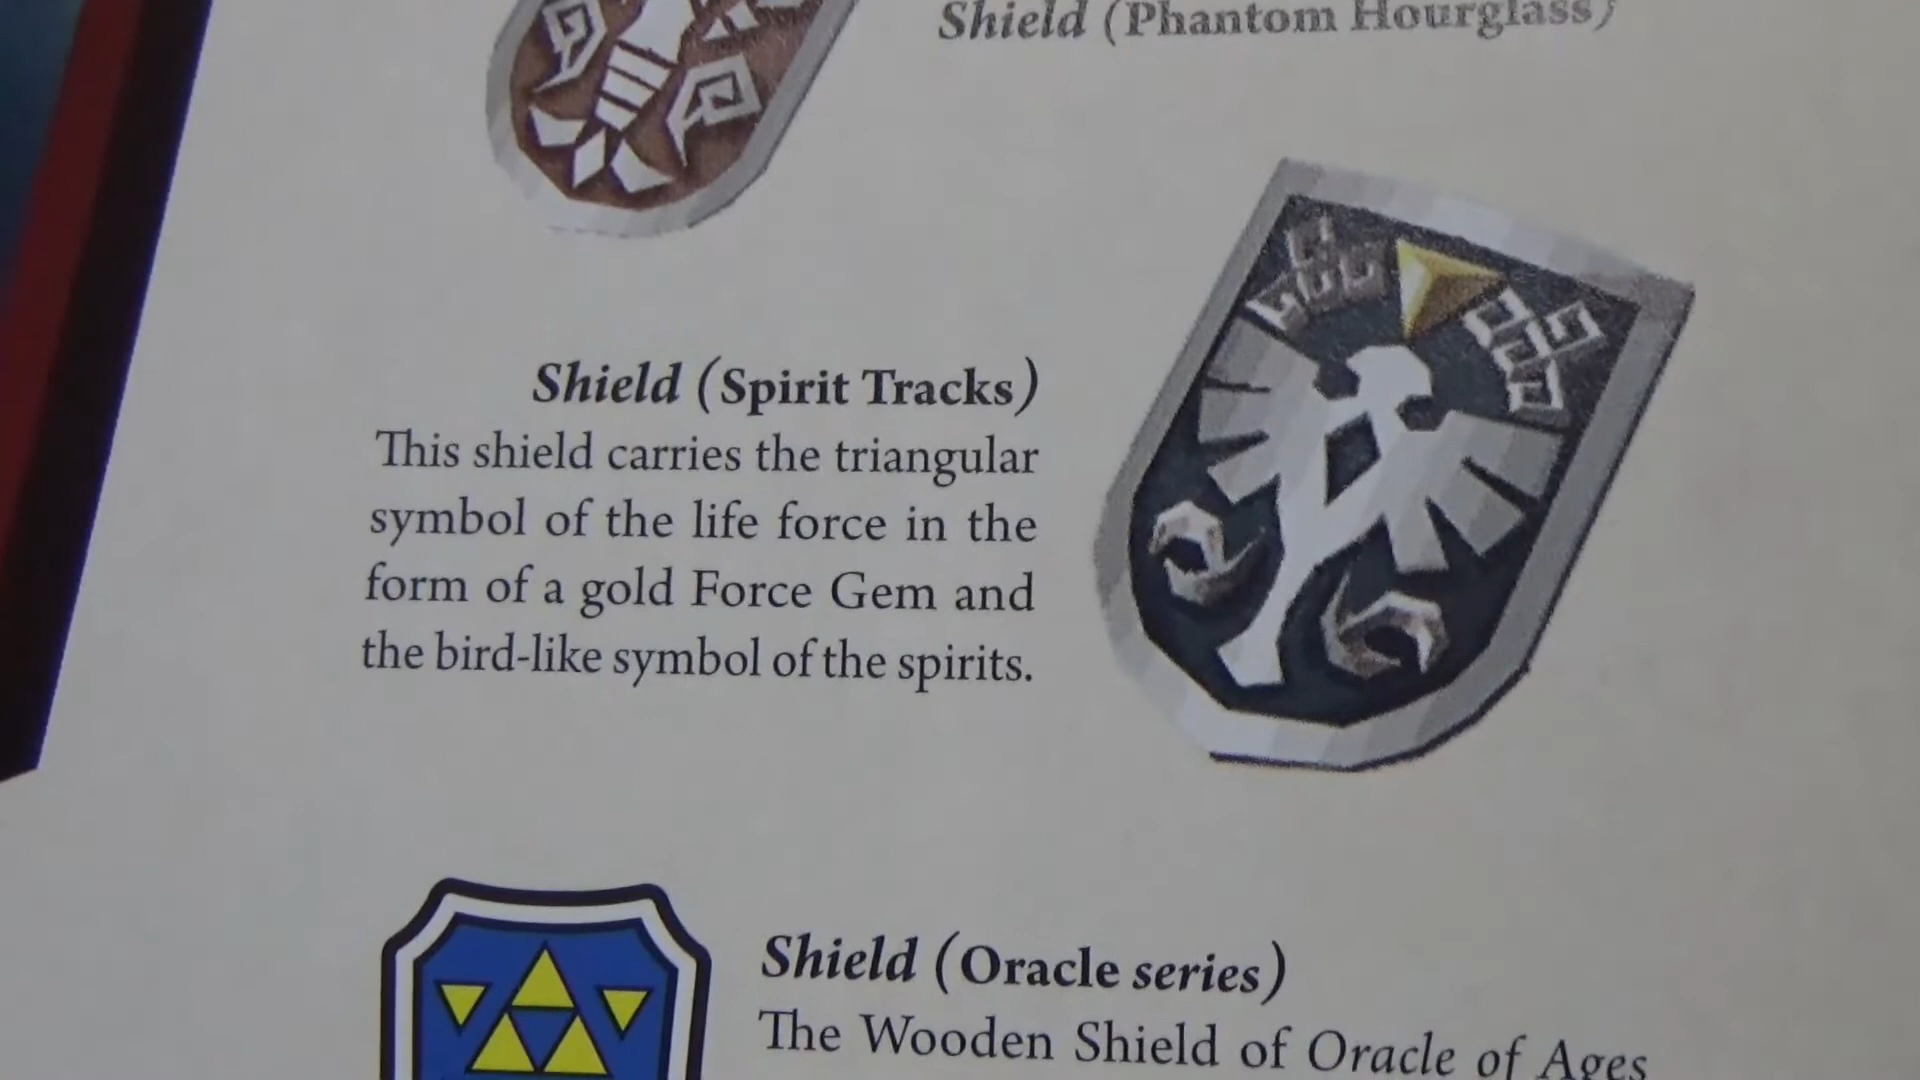 Shield (Phantom Hourglass)
Shield (Spirit Tracks)
This shield carries the triangular
symbol of the life force in the
form of a gold Force Gem and
the bird-like symbol of the spirits.
Shield (Oracle series)
The Wooden Shield of Oracle of Ages